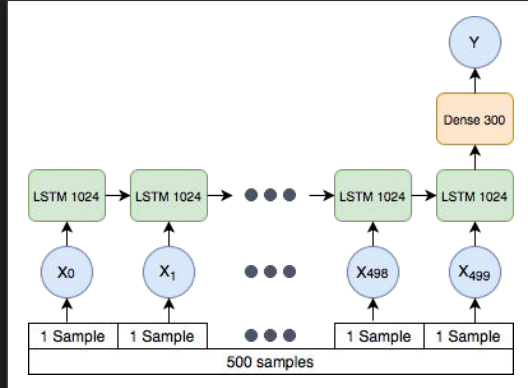 Y
Dense 300
LSTM 1024 LSTM 1024 LSTM 1024 LSTM 1024
X0 X1 X498 X499
1 Sample 1 Sample 1 Sample 1 Sample
500 samples